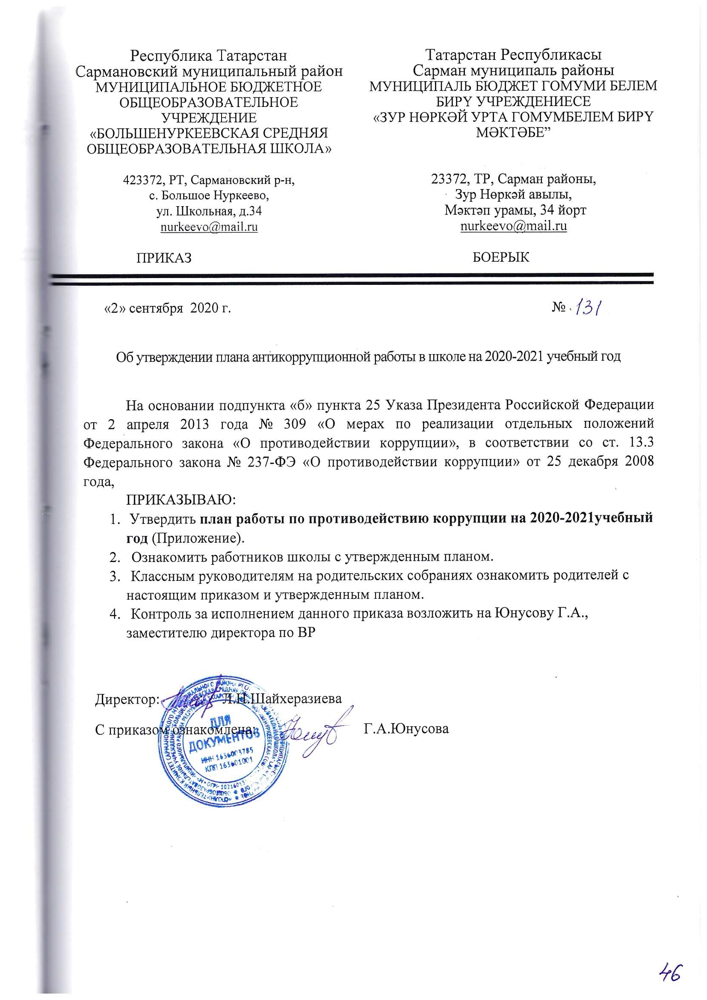 Республика Татарстан
Сармановский муниципальный район
МУНИЦИПАЛЬНОЕ БЮДЖЕТНОЕ
ОБЩЕОБРАЗОВАТЕЛЬНОЕ
УЧРЕЖДЕНИЕ
«БОЛЬШЕНУРКЕЕВСКАЯ СРЕДНЯЯ
ОБЩЕОБРАЗОВАТЕЛЬНАЯ ШКОЛА»
423372, РТ, Сармановский р-н,
с. Большое Нуркеево,
ул. Школьная, д.34
nurkeevo@mail.ru
ПРИКАЗ
Татарстан Республикасы
Сарман муниципаль районы
МУНИЦИПАЛЬ БЮДЖЕТ ГОМУМИ БЕЛЕМ
БИРҮ УЧРЕЖДЕНИЕСЕ
«ЗУР НӨРКӘЙ УРТА ГОМУМБЕЛЕМ БИРҮ
МӘКТӘБЕ”
23372, ТР, Сарман районы,
Зур Нөркәй авылы,
Мәктәп урамы, 34 йорт
nurkeevo@mail.ru
БОЕРЫК
«2» сентября 2020 г.
№ 131
Об утверждении плана антикоррупционной работы в школе на 2020-2021 учебный год
На основании подпункта «б» пункта 25 Указа Президента Российской Федерации
от 2 апреля 2013 года № 309 «О мерах по реализации отдельных положений
Федерального закона «О противодействии коррупции», в соответствии со ст. 13.3
Федерального закона № 237-ФЭ «О противодействии коррупции» от 25 декабря 2008
года,
ПРИКАЗЫВАЮ:
1. Утвердить план работы по противодействию коррупции на 2020-2021учебный
год (Приложение).
2. Ознакомить работников школы с утвержденным планом.
3. Классным руководителям на родительских собраниях ознакомить родителей с
настоящим приказом и утвержденным планом.
4. Контроль за исполнением данного приказа возложить на Юнусову Г.А.,
заместителю директора по ВР
Директор: Л.Н.Шайхеразиева
С приказом ознакомлена: Г.А.Юнусова
ДЛЯ
ДОКУМЕНТОВ
ИНН 1636003785
КПП 163601001
46